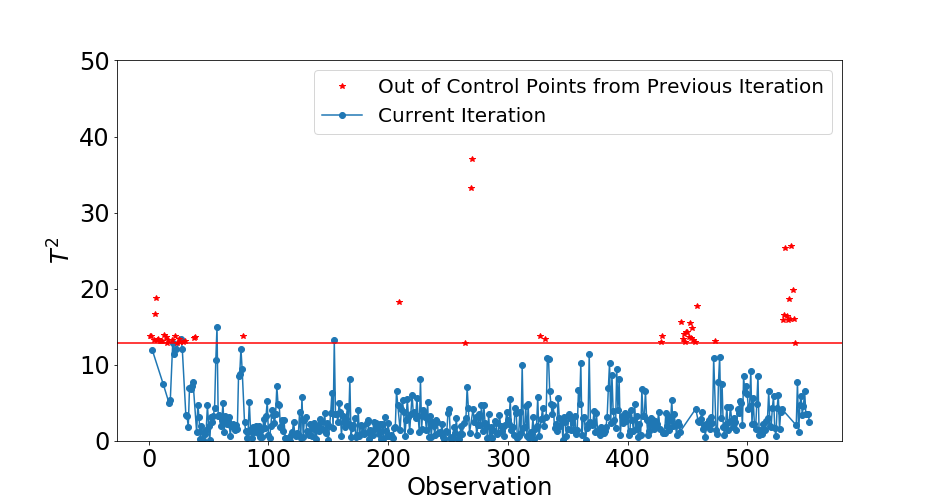 50
40
30
20
10
0
T²
Out of Control Points from Previous Iteration
Current Iteration
0 100 200 300 400 500
Observation